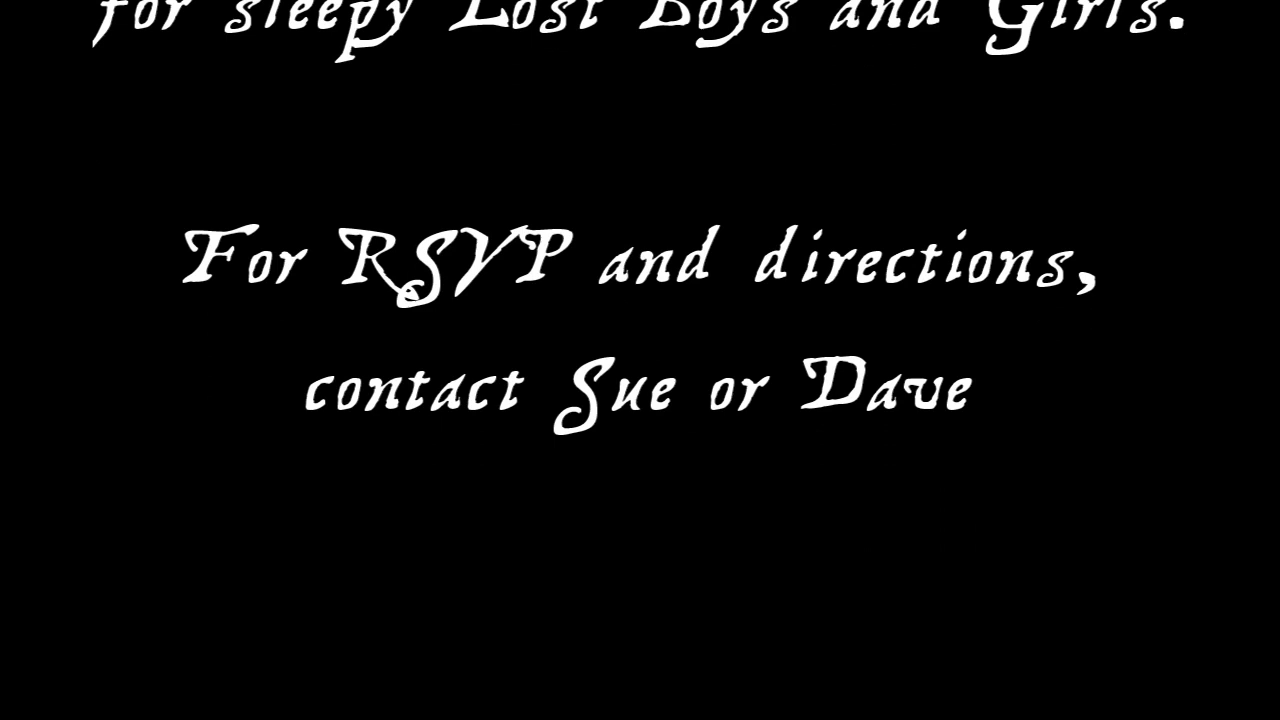 for sleepy Lost Boys and Girls.
For RSVP and directions,
contact Sue or Dave